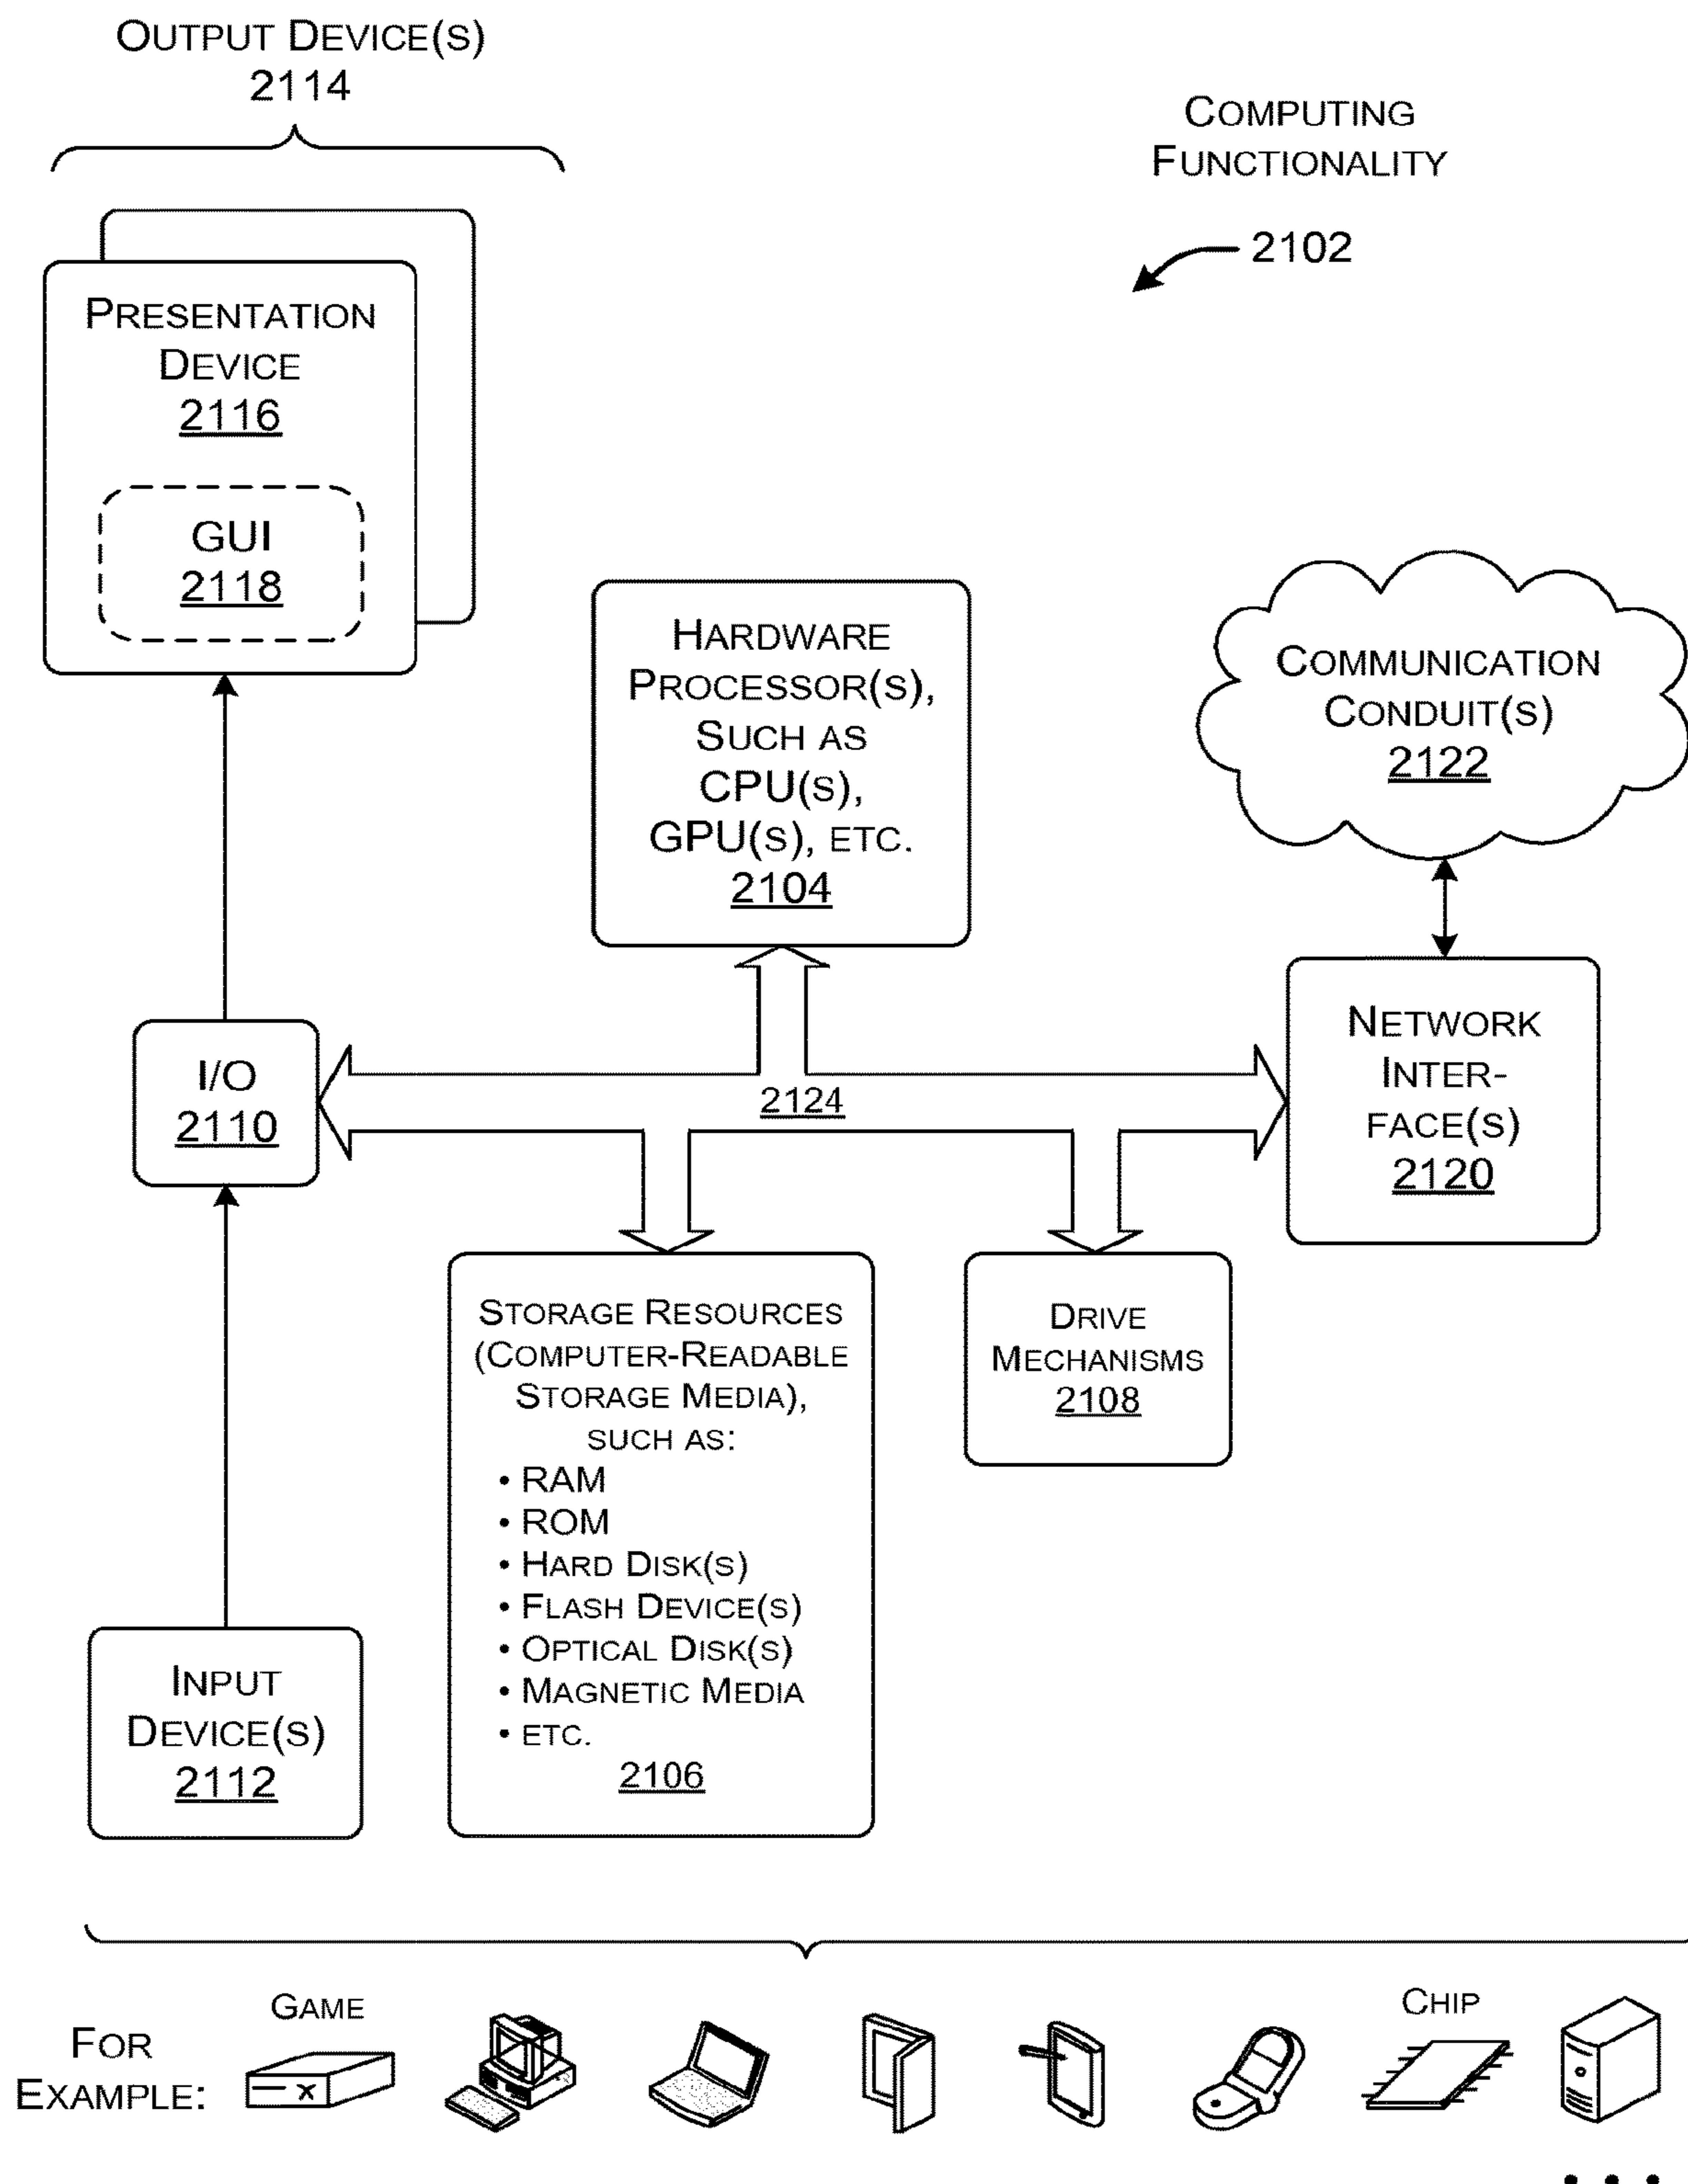 OUTPUT DEVICE(S)
2114
COMPUTING
FUNCTIONALITY
2102
PRESENTATION
DEVICE
2116
GUI
2118
HARDWARE
PROCESSOR(S),
SUCH AS
CPU(S),
GPU(S), ETC.
2104
COMMUNICATION
CONDUIT(S)
2122
I/O
2110
2124
NETWORK
INTER-
FACE(S)
2120
STORAGE RESOURCES
(COMPUTER-READABLE
STORAGE MEDIA),
SUCH AS:
• RAM
• ROM
• HARD DISK(S)
• FLASH DEVICE(S)
• OPTICAL DISK(S)
• MAGNETIC MEDIA
• ETC.
2106
DRIVE
MECHANISMS
2108
INPUT
DEVICE(S)
2112
FOR
EXAMPLE:
GAME
CHIP
...